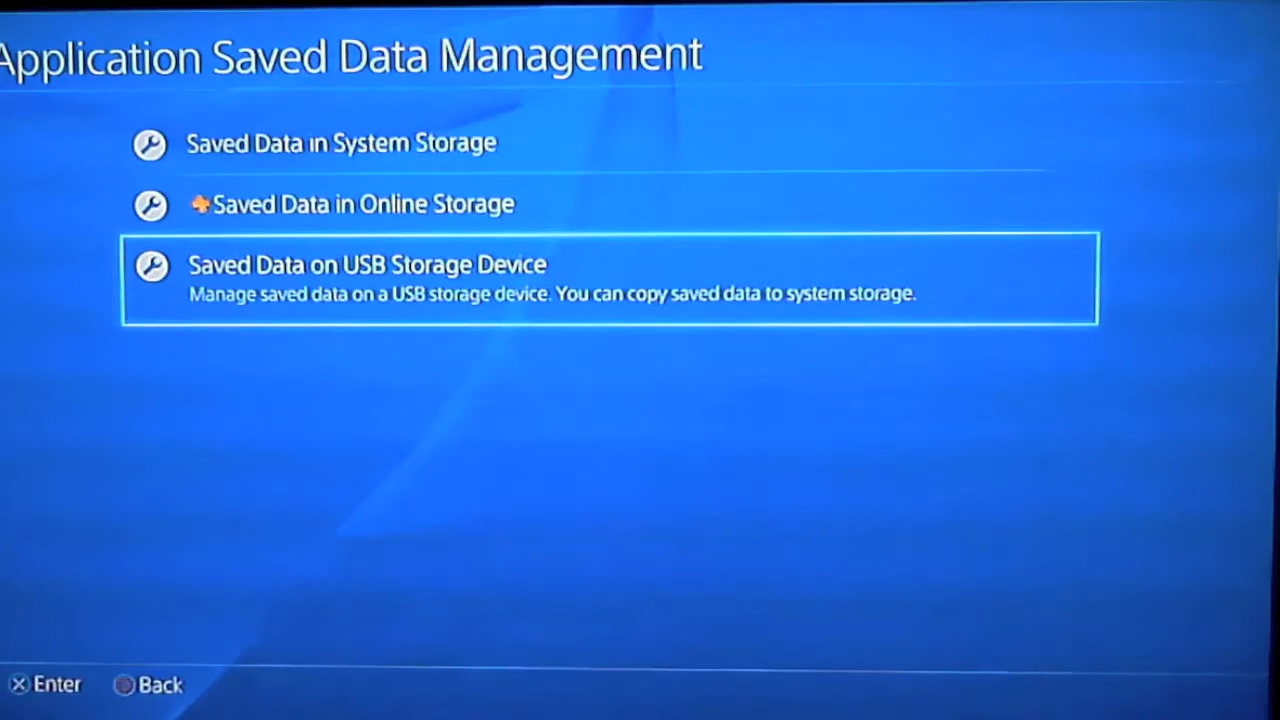 Application Saved Data Management
Saved Data in System Storage
Saved Data in Online Storage
Saved Data on USB Storage Device
Manage saved data on a USB storage device. You can copy saved data to system storage.
Enter Back